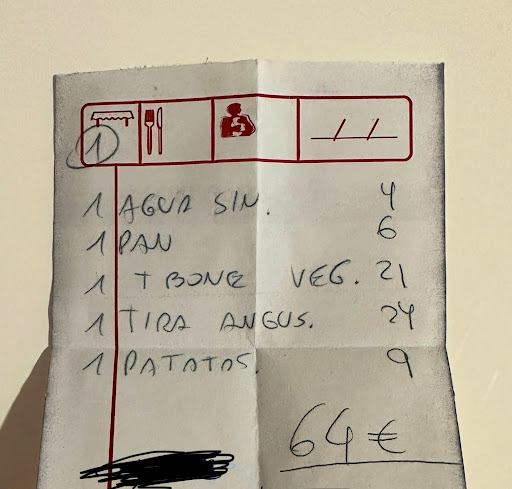 1
1 AGUA SIN. 4
1 PAN 6
1 T BONE VEG. 21
1 TIRA ANGUS. 24
1 PATATAS. 9
64€